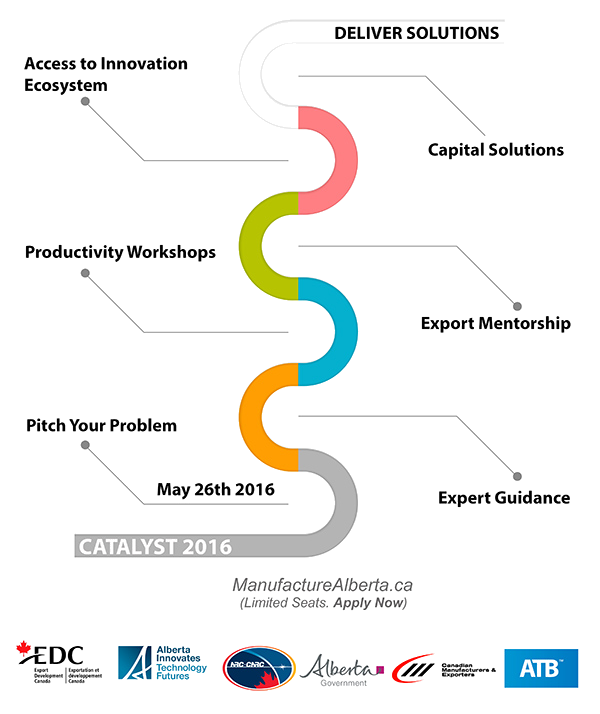 DELIVER SOLUTIONS
Access to Innovation
Ecosystem
Capital Solutions
Productivity Workshops
Export Mentorship
Pitch Your Problem
May 26th 2016
Expert Guidance
CATALYST 2016
ManufactureAlberta.ca
(Limited Seats. Apply Now)
EDC
Export Development Canada
Exportation et développement Canada
Alberta
Innovates
Technology
Futures
NRC·CNRC
Alberta
Government
Canadian
Manufacturers &
Exporters
ATB™